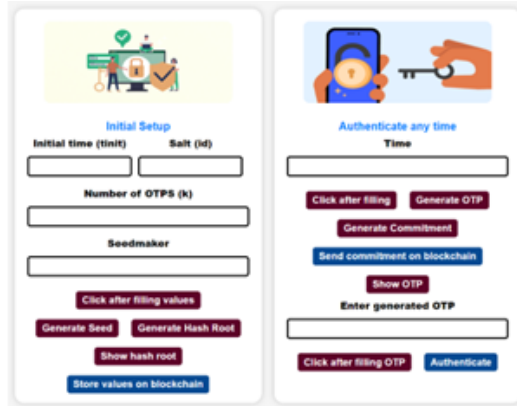 Initial Setup
Initial time (tinit) Salt (id)
Number of OTPS (k)
Seedmaker
Click after filling values
Generate Seed Generate Hash Root
Show hash root
Store values on blockchain
Authenticate any time
Time
Click after filling Generate OTP
Generate Commitment
Send commitment on blockchain
Show OTP
Enter generated OTP
Click after filling OTP Authenticate